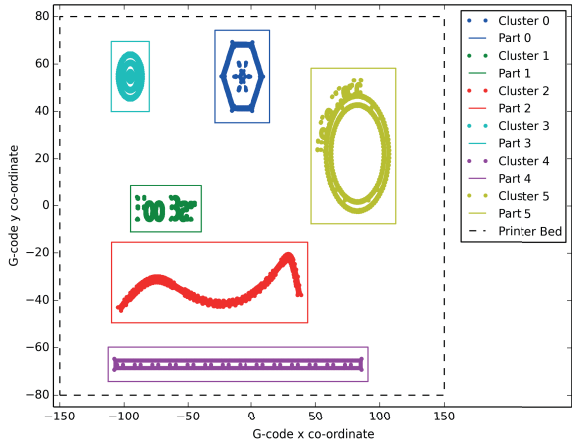 80
60
40
20
0
−20
−40
−60
−80
G-code y co-ordinate
−150 −100 −50 0 50 100 150
G-code x co-ordinate
Cluster 0
Part 0
Cluster 1
Part 1
Cluster 2
Part 2
Cluster 3
Part 3
Cluster 4
Part 4
Cluster 5
Part 5
Printer Bed